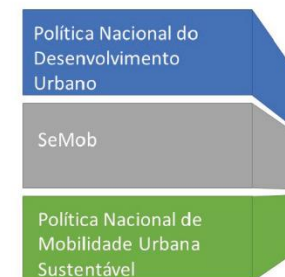 Política Nacional do
Desenvolvimento
Urbano
SeMob
Política Nacional de
Mobilidade Urbana
Sustentável